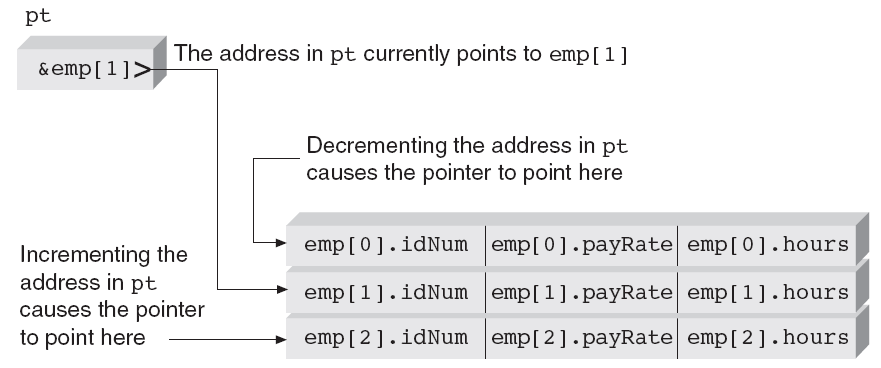 pt
&emp[1]>
The address in pt currently points to emp[1]
Decrementing the address in pt
causes the pointer to point here
Incrementing the
address in pt
causes the pointer
to point here
emp[0].idNum emp[0].payRate emp[0].hours
emp[1].idNum emp[1].payRate emp[1].hours
emp[2].idNum emp[2].payRate emp[2].hours